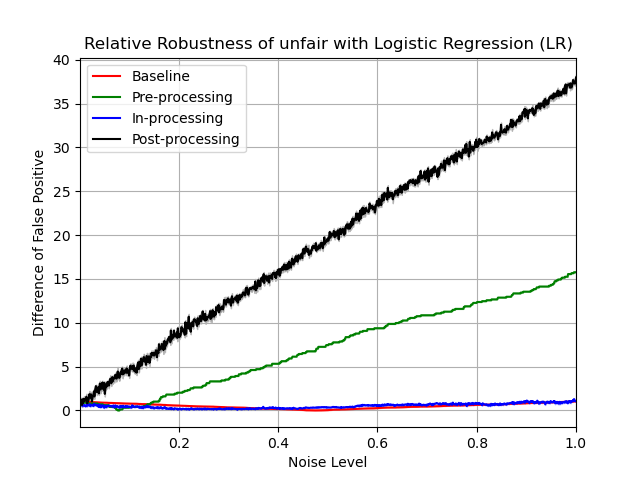 Relative Robustness of unfair with Logistic Regression (LR)
Baseline
Pre-processing
In-processing
Post-processing
Difference of False Positive
40
35
30
25
20
15
10
5
0
0.2 0.4 0.6 0.8 1.0
Noise Level